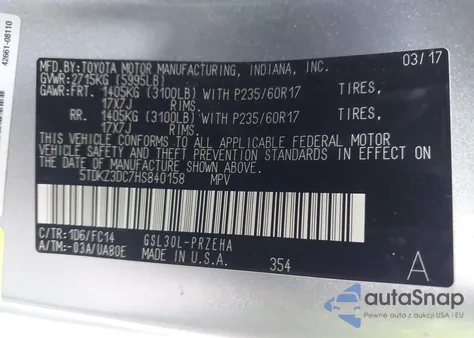 42661-08110
MFD.BY:TOYOTA MOTOR MANUFACTURING, INDIANA, INC. 03/17
GVWR:2715KG (5995LB)
GAWR:FRT. 1405KG (3100LB) WITH P235/60R17 TIRES,
17X7J RIMS.
RR. 1405KG (3100LB) WITH P235/60R17 TIRES,
17X7J RIMS.
THIS VEHICLE CONFORMS TO ALL APPLICABLE FEDERAL MOTOR
VEHICLE SAFETY AND THEFT PREVENTION STANDARDS IN EFFECT
ON THE DATE OF MANUFACTURE SHOWN ABOVE.
5TDKZ3DC7HS840158 MPV
C/TR:1D6/FC14 GSL30L-PRZEHA
A/TM:-03A/UA80E MADE IN U.S.A. 354 A
autoSnap
Auta i Części z aukcji USA i EU